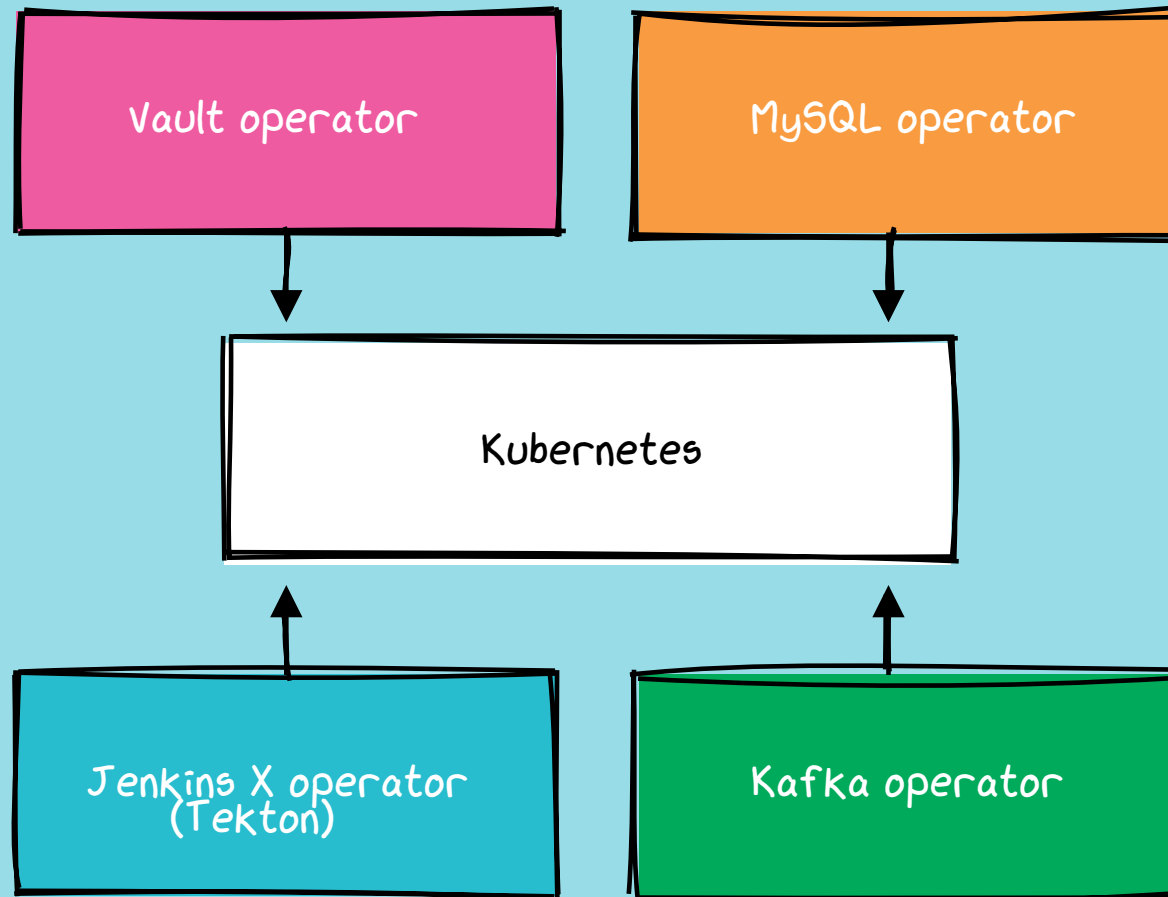 Vault operator
MySQL operator
Kubernetes
Jenkins X operator
(Tekton)
Kafka operator